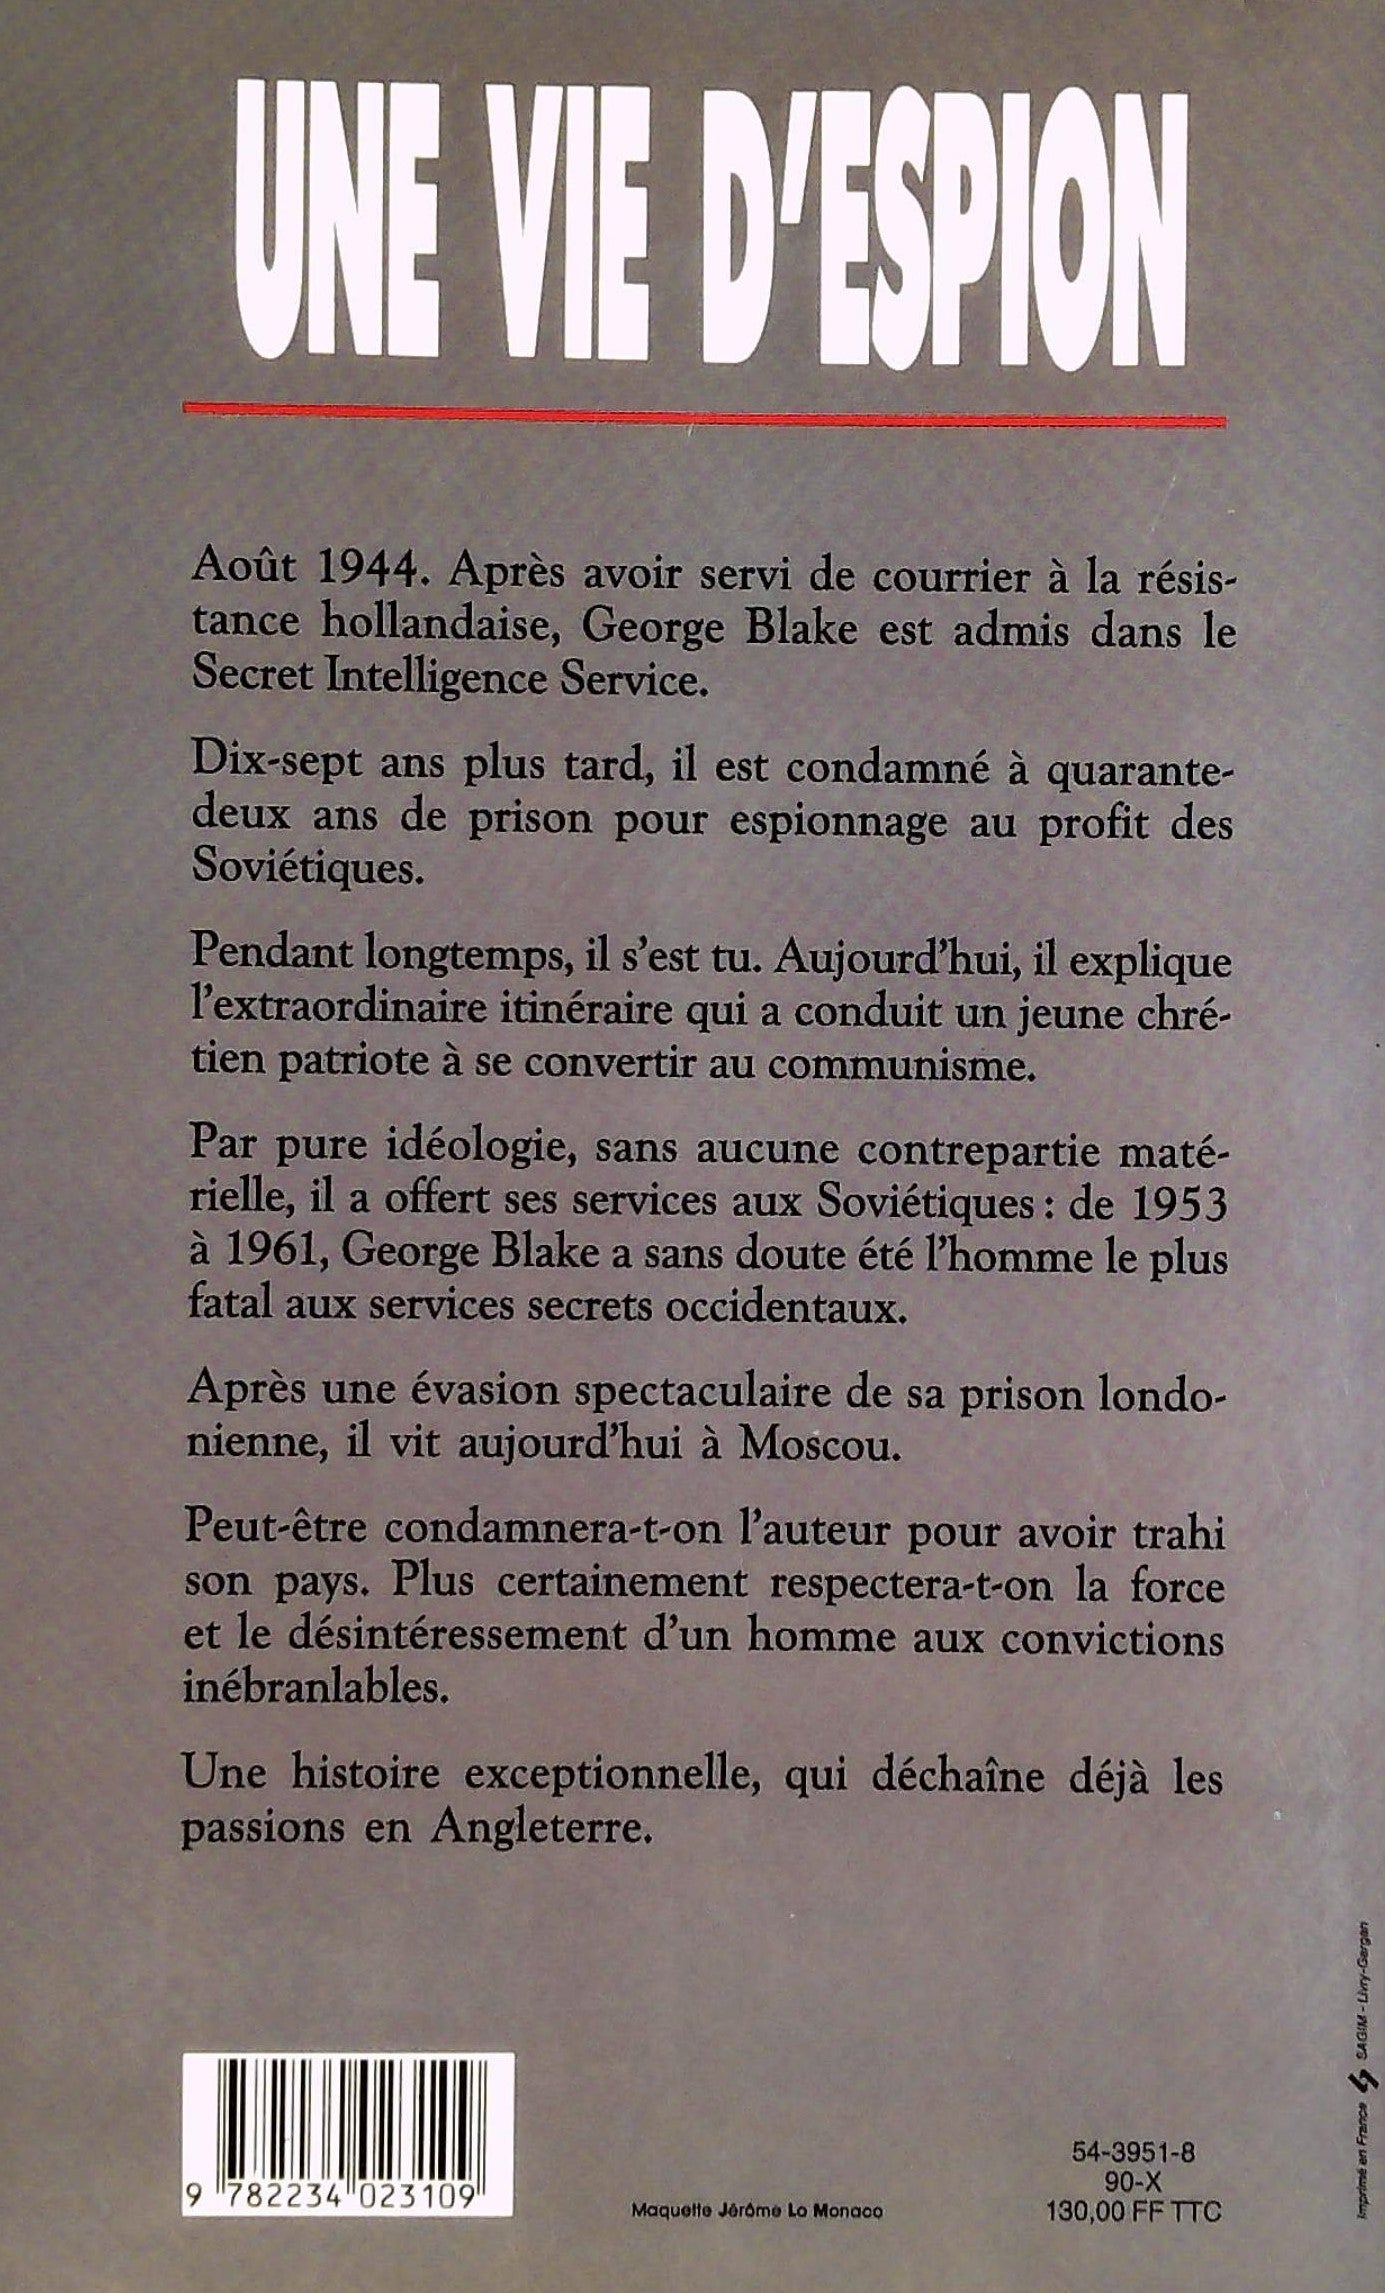 UNE VIE D'ESPION
Août 1944. Après avoir servi de courrier à la résis-
tance hollandaise, George Blake est admis dans le
Secret Intelligence Service.
Dix-sept ans plus tard, il est condamné à quarante-
deux ans de prison pour espionnage au profit des
Soviétiques.
Pendant longtemps, il s'est tu. Aujourd'hui, il explique
l'extraordinaire itinéraire qui a conduit un jeune chré-
tien patriote à se convertir au communisme.
Par pure idéologie, sans aucune contrepartie maté-
rielle, il a offert ses services aux Soviétiques : de 1953
à 1961, George Blake a sans doute été l'homme le plus
fatal aux services secrets occidentaux.
Après une évasion spectaculaire de sa prison londo-
nienne, il vit aujourd'hui à Moscou.
Peut-être condamnera-t-on l'auteur pour avoir trahi
son pays. Plus certainement respectera-t-on la force
et le désintéressement d'un homme aux convictions
inébranlables.
Une histoire exceptionnelle, qui déchaîne déjà les
passions en Angleterre.
9 782234 023109
Maquette Jérôme Lo Monaco
54-3951-8
90-X
130,00 FF TTC
Imprimé en France SAGIM - Livry-Gargan